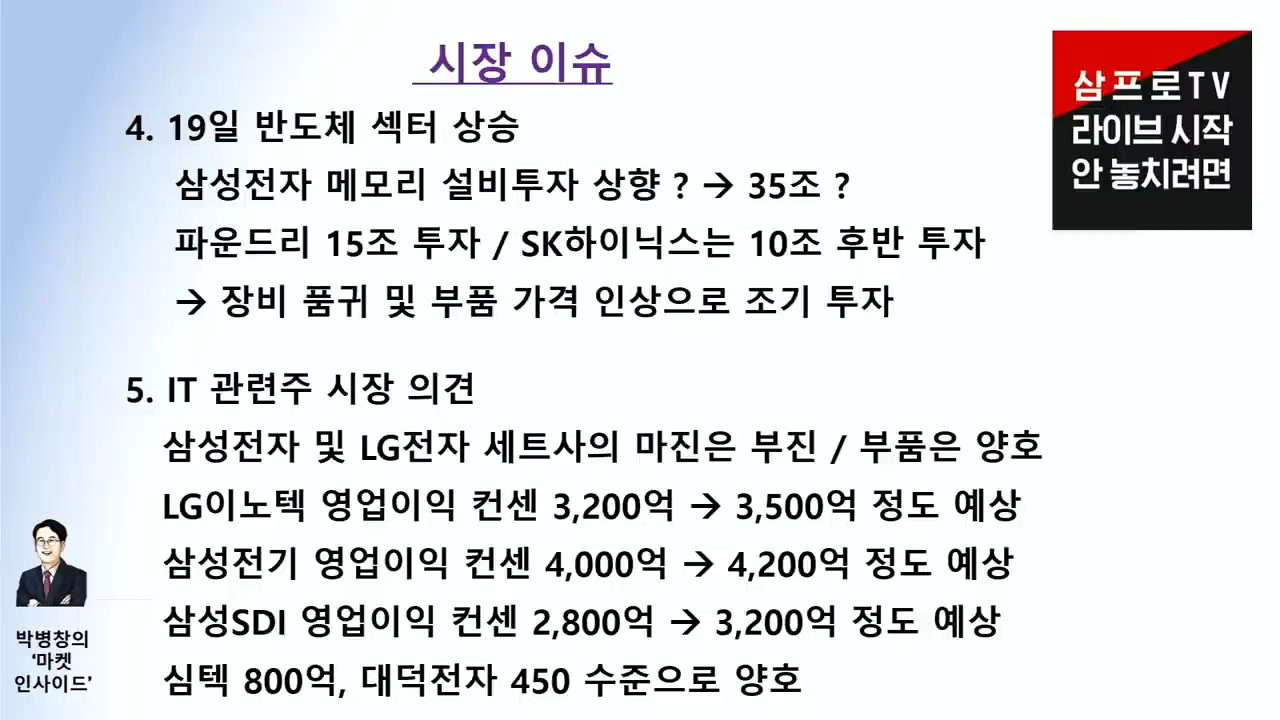 시장 이슈
삼프로TV
라이브 시작
안 놓치려면
4. 19일 반도체 섹터 상승
삼성전자 메모리 설비투자 상향 ? → 35조 ?
파운드리 15조 투자 / SK하이닉스는 10조 후반 투자
→ 장비 품귀 및 부품 가격 인상으로 조기 투자
5. IT 관련주 시장 의견
삼성전자 및 LG전자 세트사의 마진은 부진 / 부품은 양호
LG이노텍 영업이익 컨센 3,200억 → 3,500억 정도 예상
삼성전기 영업이익 컨센 4,000억 → 4,200억 정도 예상
삼성SDI 영업이익 컨센 2,800억 → 3,200억 정도 예상
심텍 800억, 대덕전자 450 수준으로 양호
박병창의
‘마켓
인사이드’